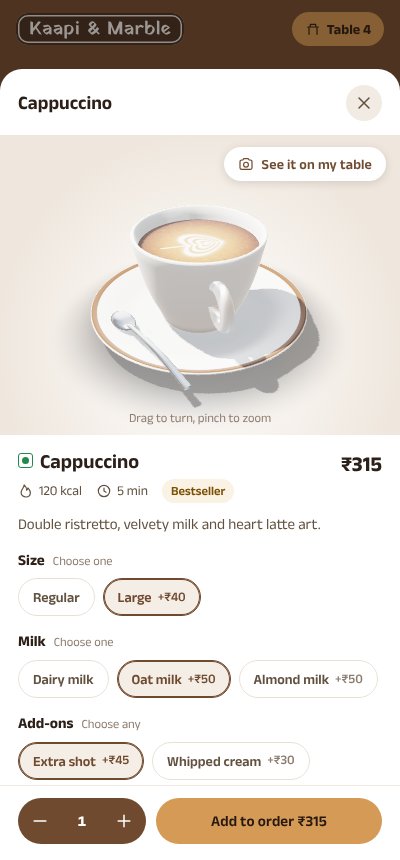 Kaapi & Marble
Table 4
Cappuccino
See it on my table
Drag to turn, pinch to zoom
Cappuccino ₹315
120 kcal 5 min Bestseller
Double ristretto, velvety milk and heart latte art.
Size Choose one
Regular Large +₹40
Milk Choose one
Dairy milk Oat milk +₹50 Almond milk +₹50
Add-ons Choose any
Extra shot +₹45 Whipped cream +₹30
1 Add to order ₹315